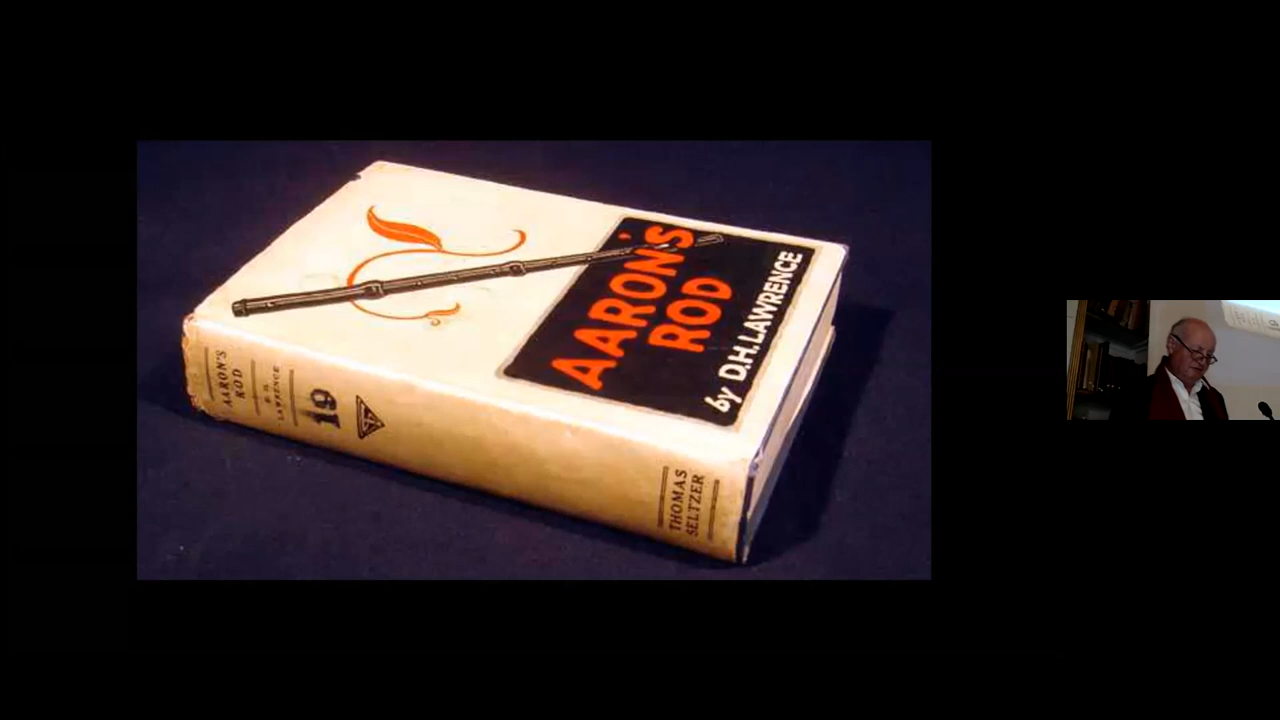 AARON'S
ROD
by D.H. LAWRENCE
AARON'S
ROD
D. H.
LAWRENCE
19
THOMAS
SELTZER